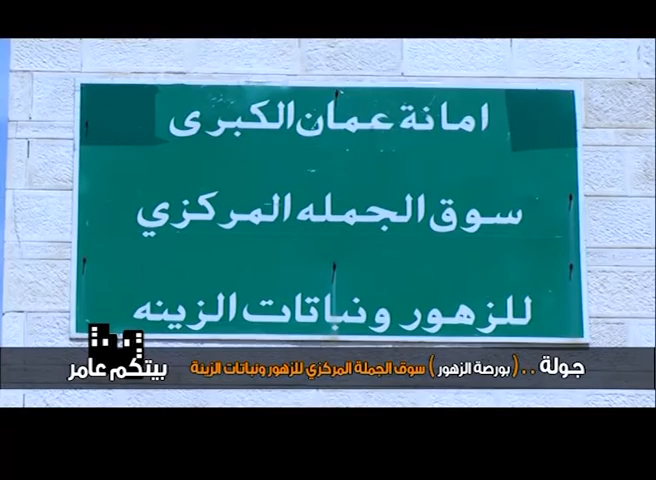 امانة عمان الكبرى
سوق الجمله المركزي
للزهور ونباتات الزينه
جولة . . ( بورصة الزهور ) سوق الجملة المركزي للزهور ونباتات الزينة
بيتكم عامر